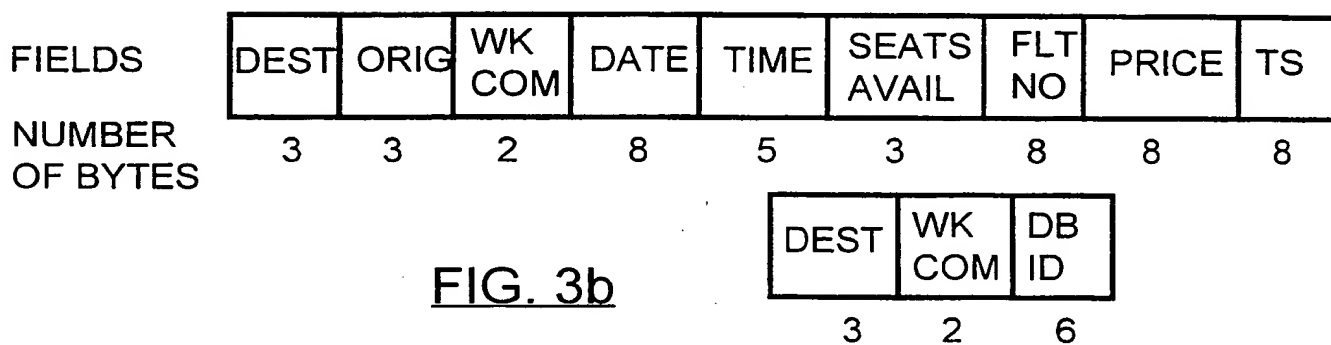 FIELDS DEST ORIG WK COM DATE TIME SEATS AVAIL FLT NO PRICE TS
NUMBER OF BYTES 3 3 2 8 5 3 8 8 8
DEST WK COM DB ID
FIG. 3b
3 2 6